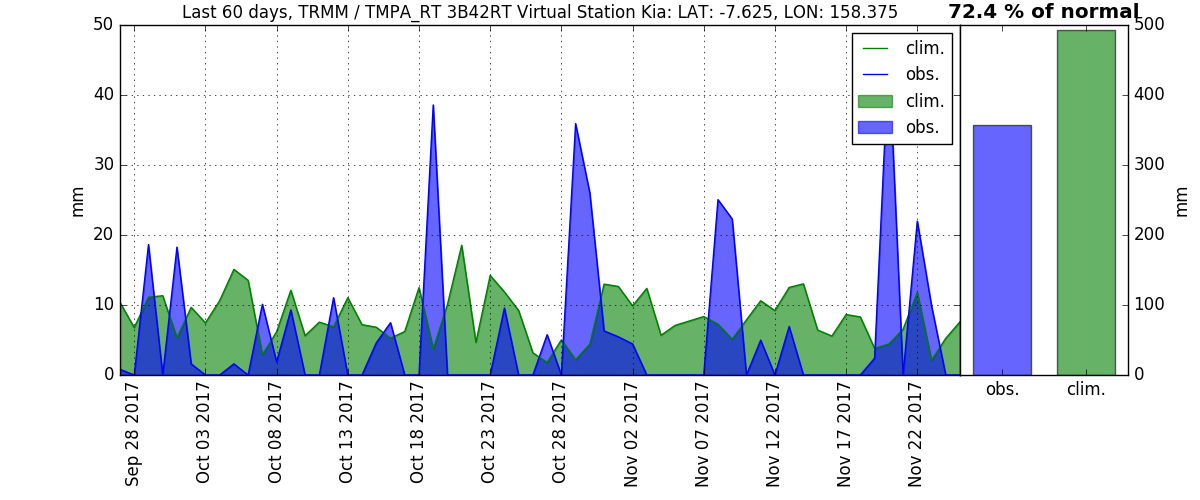 Last 60 days, TRMM / TMPA_RT 3B42RT Virtual Station Kia: LAT: -7.625, LON: 158.375
72.4 % of normal
50
40
30
20
10
0
mm
clim.
obs.
clim.
obs.
500
400
300
200
100
0
mm
Sep 28 2017
Oct 03 2017
Oct 08 2017
Oct 13 2017
Oct 18 2017
Oct 23 2017
Oct 28 2017
Nov 02 2017
Nov 07 2017
Nov 12 2017
Nov 17 2017
Nov 22 2017
obs.
clim.